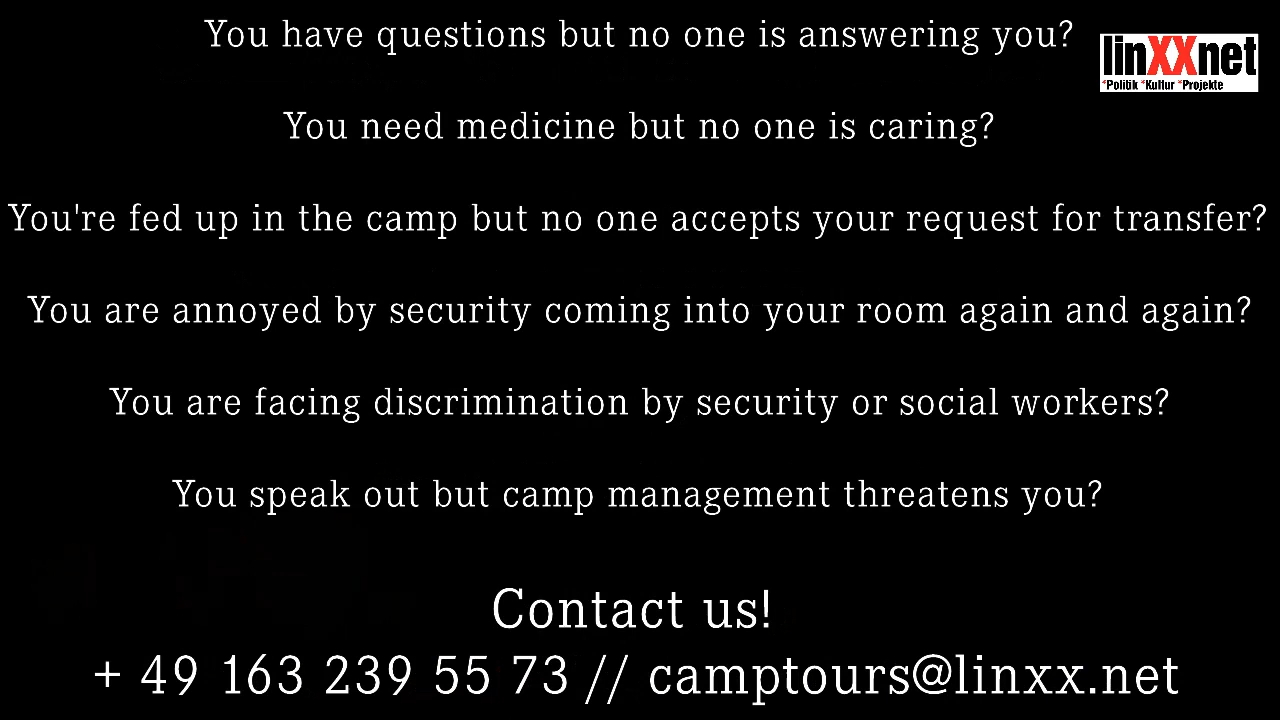 You have questions but no one is answering you?
linXXnet
*Politik *Kultur *Projekte
You need medicine but no one is caring?
You're fed up in the camp but no one accepts your request for transfer?
You are annoyed by security coming into your room again and again?
You are facing discrimination by security or social workers?
You speak out but camp management threatens you?
Contact us!
+ 49 163 239 55 73 // camptours@linxx.net